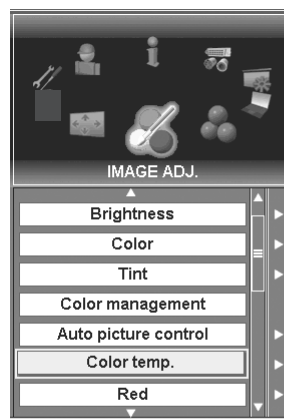 IMAGE ADJ.
Brightness
Color
Tint
Color management
Auto picture control
Color temp.
Red